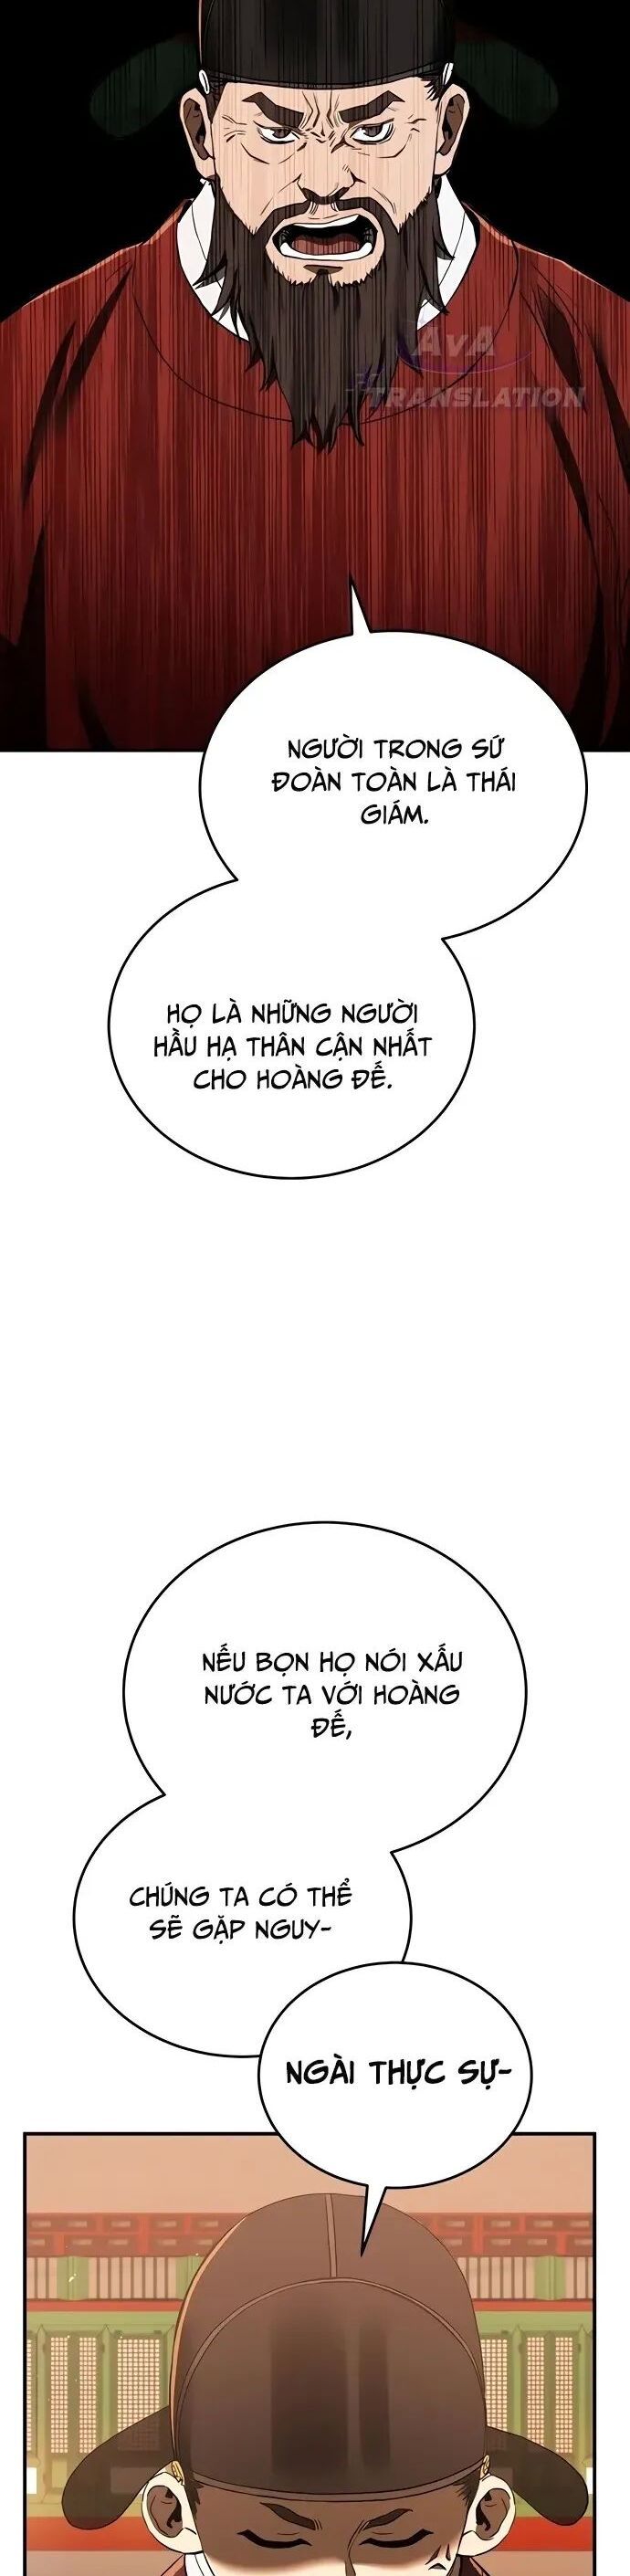 AVA
TRANSLATION
NGƯỜI TRONG SỨ
ĐOÀN TOÀN LÀ THÁI
GIÁM.
HỌ LÀ NHỮNG NGƯỜI
HẦU HẠ THÂN CẬN NHẤT
CHO HOÀNG ĐẾ.
NẾU BỌN HỌ NÓI XẤU
NƯỚC TA VỚI HOÀNG
ĐẾ,
CHÚNG TA CÓ THỂ
SẼ GẶP NGUY-
NGÀI THỰC SỰ-